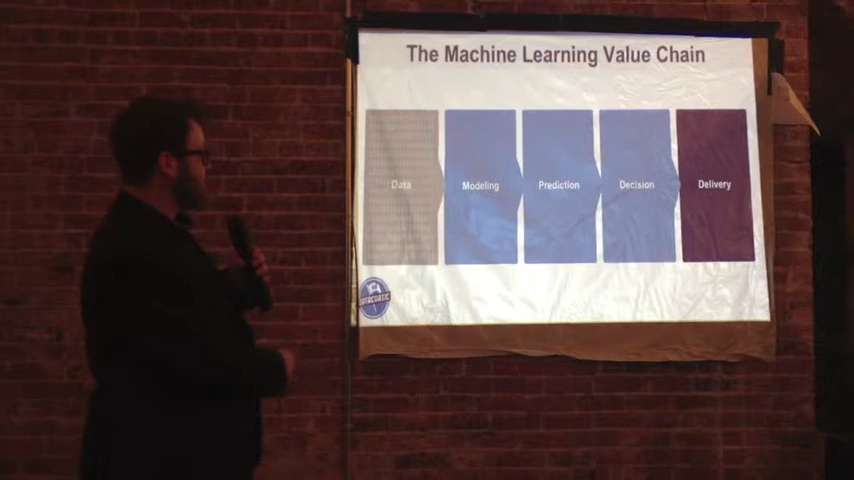 The Machine Learning Value Chain
Data
Modeling
Prediction
Decision
Delivery